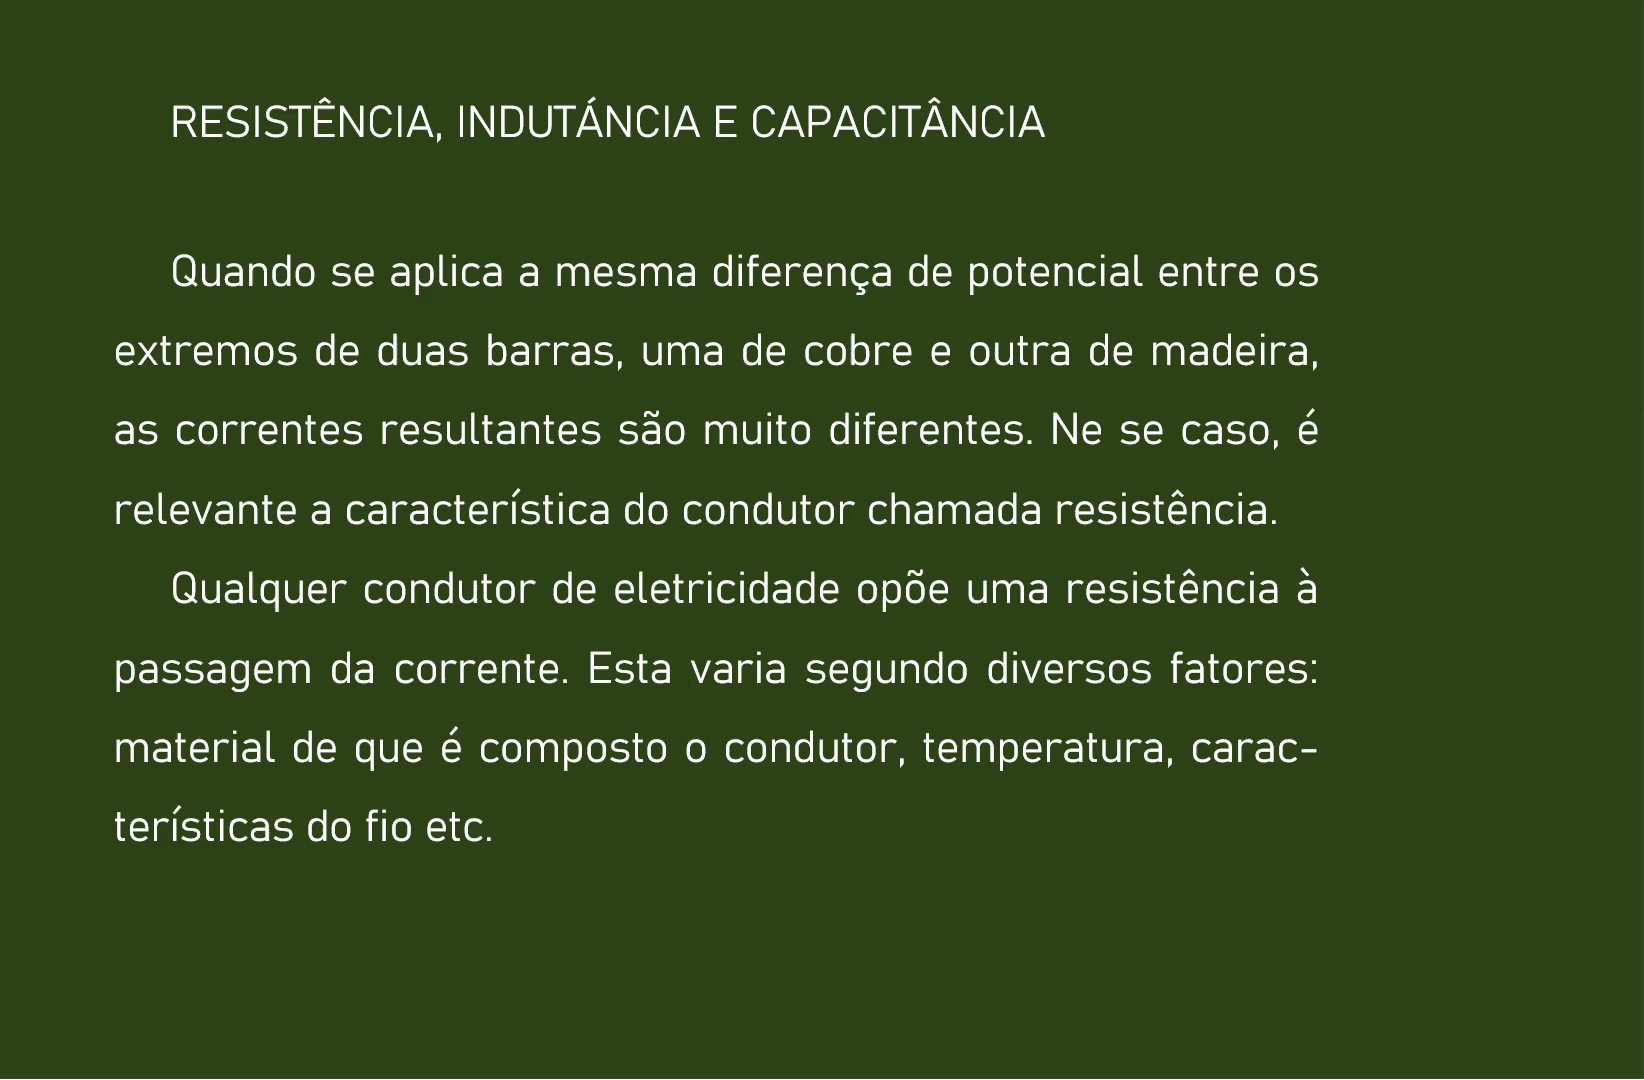 RESISTÊNCIA, INDUTÁNCIA E CAPACITÂNCIA
Quando se aplica a mesma diferença de potencial entre os
extremos de duas barras, uma de cobre e outra de madeira,
as correntes resultantes são muito diferentes. Ne se caso, é
relevante a característica do condutor chamada resistência.
Qualquer condutor de eletricidade opõe uma resistência à
passagem da corrente. Esta varia segundo diversos fatores:
material de que é composto o condutor, temperatura, carac-
terísticas do fio etc.